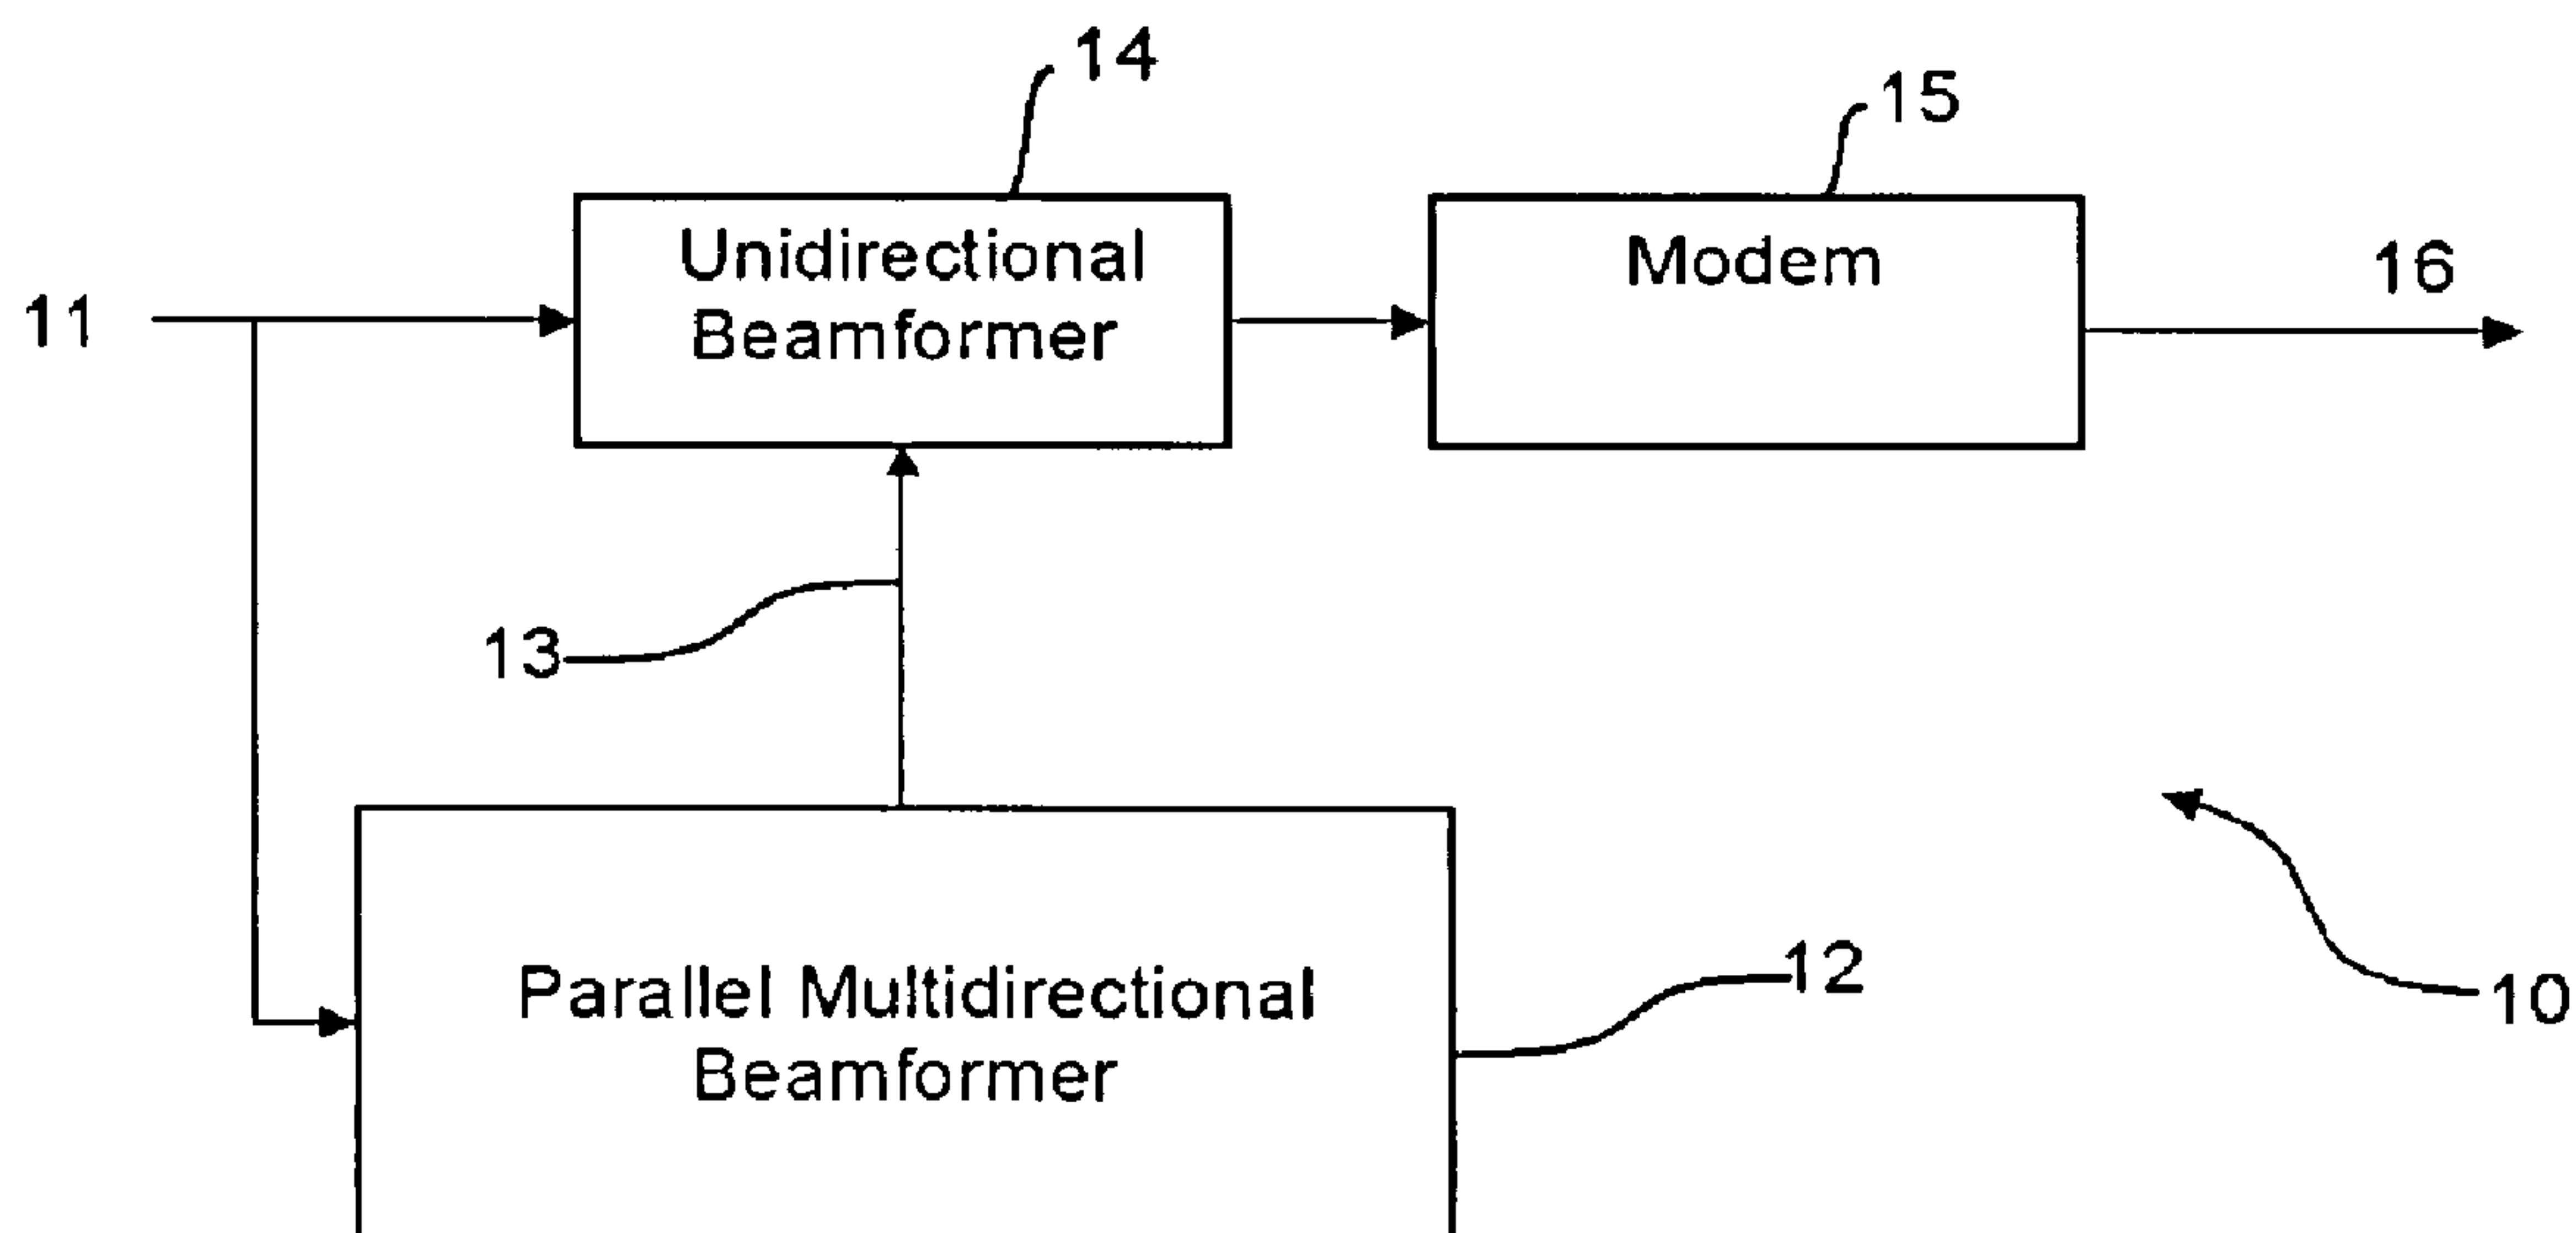 14
15
Unidirectional
Beamformer
Modem
16
11
13
Parallel Multidirectional
Beamformer
12
10